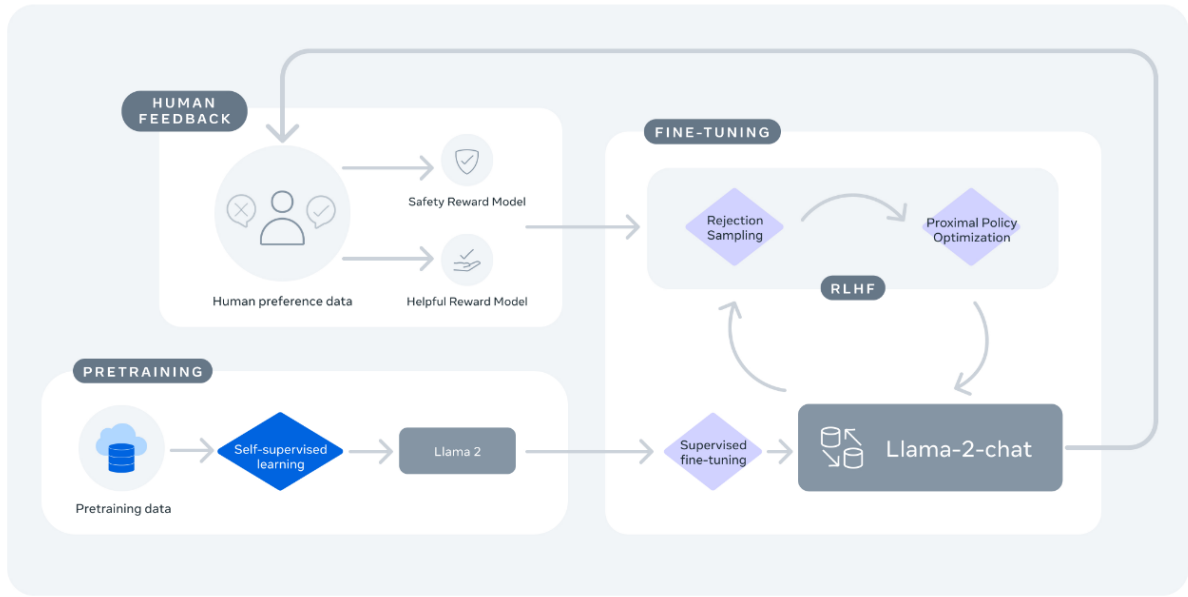 HUMAN
FEEDBACK
Human preference data
Safety Reward Model
Helpful Reward Model
FINE-TUNING
Rejection
Sampling
Proximal Policy
Optimization
RLHF
PRETRAINING
Pretraining data
Self-supervised
learning
Llama 2
Supervised
fine-tuning
Llama-2-chat